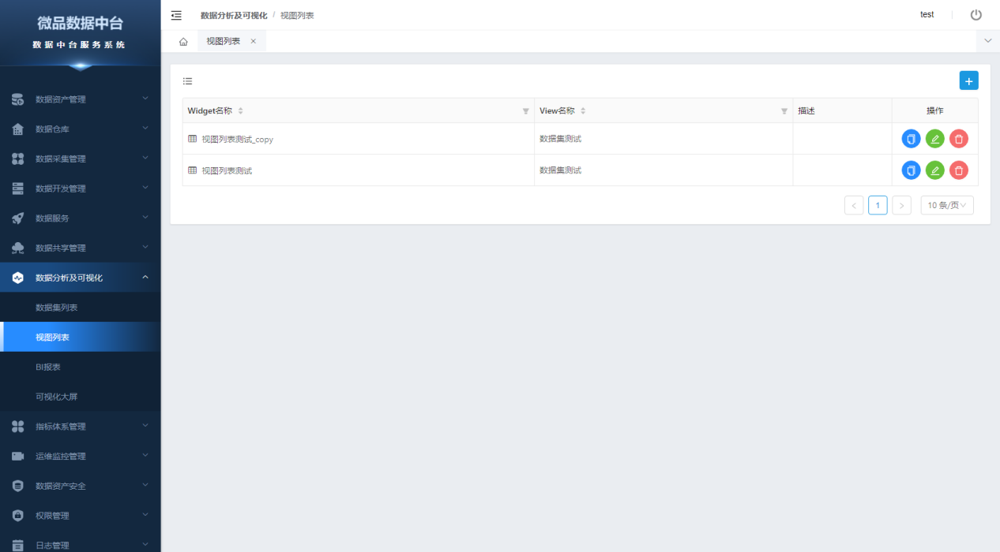 微品数据中台
数据中台服务系统
数据资产管理
数据仓库
数据采集管理
数据开发管理
数据服务
数据共享管理
数据分析及可视化
数据集列表
视图列表
BI报表
可视化大屏
指标体系管理
运维监控管理
数据资产安全
权限管理
日志管理
数据分析及可视化 / 视图列表
test
视图列表 ×
Widget名称 View名称 描述 操作
视图列表测试_copy 数据集测试
视图列表测试 数据集测试
< 1 > 10 条/页